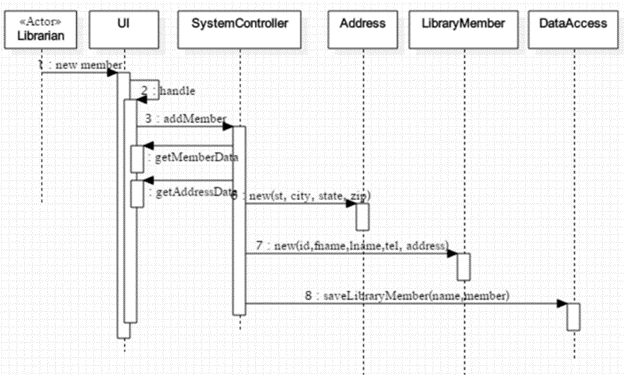 «Actor»
Librarian
UI
SystemController
Address
LibraryMember
DataAccess
1 : new member
2 : handle
3 : addMember
: getMemberData
: getAddressData
6 : new(st, city, state, zip)
7 : new(id,fname,lname,tel, address)
8 : saveLibraryMember(name,member)